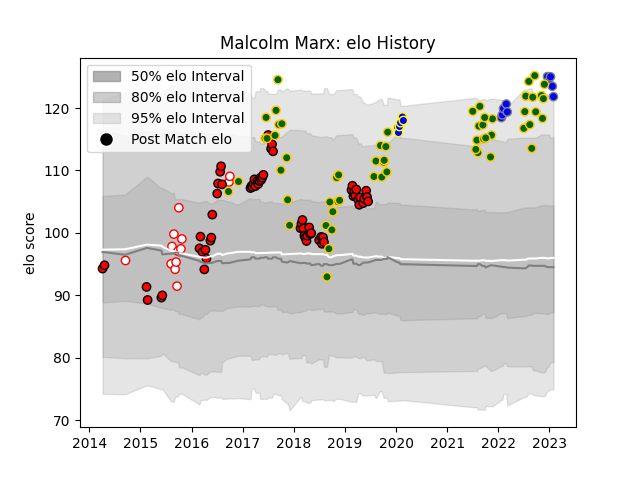 Malcolm Marx: elo History
50% elo Interval
80% elo Interval
95% elo Interval
Post Match elo
elo score
120
110
100
90
80
70
2014 2015 2016 2017 2018 2019 2020 2021 2022 2023